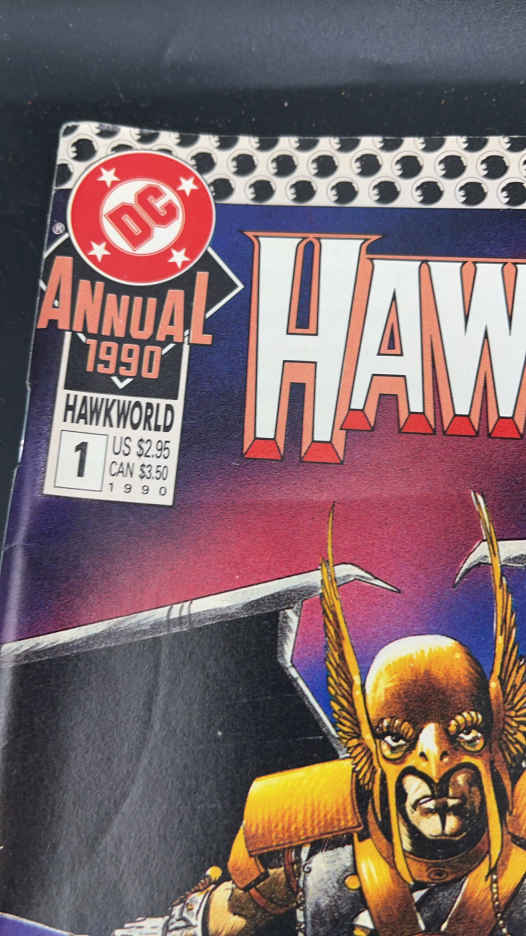 DC
®
ANNUAL
1990
HAWKWORLD
1
US $2.95
CAN $3.50
1990
HAW